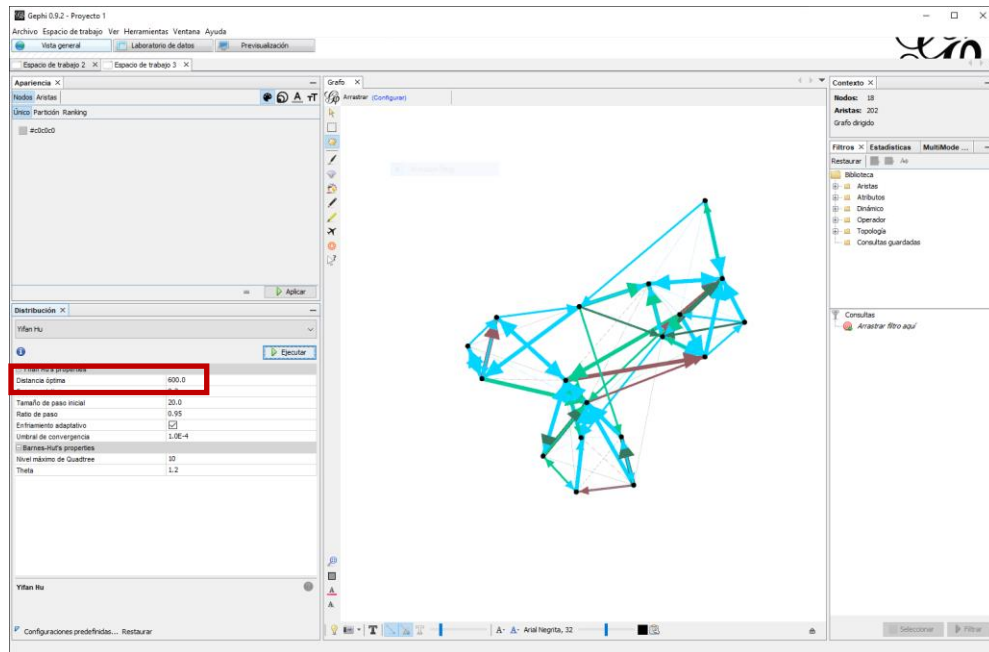 Gephi 0.9.2 - Proyecto 1
Archivo Espacio de trabajo Ver Herramientas Ventana Ayuda
Vista general Laboratorio de datos Previsualización
Espacio de trabajo 2 Espacio de trabajo 3
Apariencia
Nodos Aristas
Único Partición Ranking
#c0c0c0
Aplicar
Distribución
Yifan Hu
Ejecutar
Yifan Hu's properties
Distancia óptima 600.0
Tamaño de paso inicial 20.0
Ratio de paso 0.95
Enfriamiento adaptativo
Umbral de convergencia 1.0E-4
Barnes-Hut's properties
Nivel máximo de Quadtree 10
Theta 1.2
Yifan Hu
Configuraciones predefinidas... Restaurar
Grafo
Arrastrar (Configurar)
A- A- Arial Negrita, 32
Contexto
Nodos: 18
Aristas: 202
Grafo dirigido
Filtros Estadísticas MultiMode ...
Restaurar
Biblioteca
Aristas
Atributos
Dinámico
Operador
Topología
Consultas guardadas
Consultas
Arrastrar filtro aquí
Seleccionar Filtrar